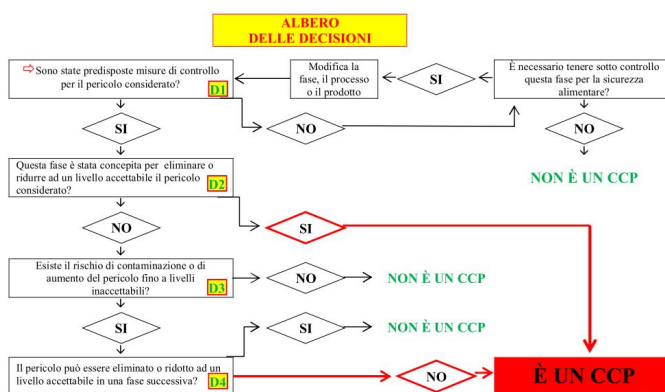 ALBERO
DELLE DECISIONI
⇨ Sono state predisposte misure di controllo
per il pericolo considerato?
D1
Modifica la
fase, il processo
o il prodotto
SI
È necessario tenere sotto controllo
questa fase per la sicurezza
alimentare?
SI
NO
NO
NON È UN CCP
Questa fase è stata concepita per eliminare o
ridurre ad un livello accettabile il pericolo
considerato?
D2
NO
SI
Esiste il rischio di contaminazione o di
aumento del pericolo fino a livelli
inaccettabili?
D3
NO
NON È UN CCP
SI
SI
NON È UN CCP
Il pericolo può essere eliminato o ridotto ad un
livello accettabile in una fase successiva?
D4
NO
È UN CCP